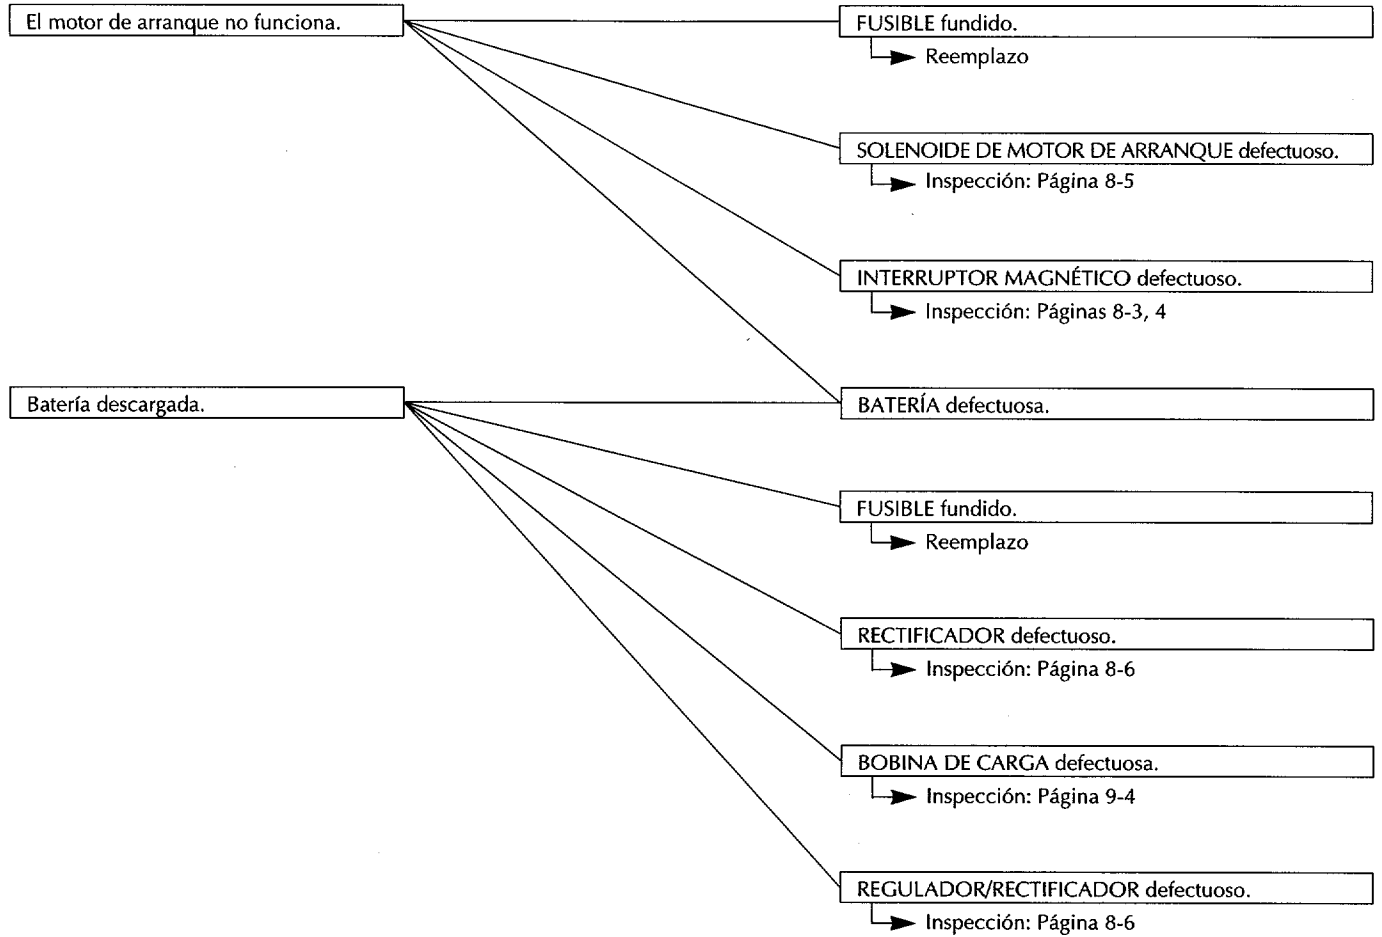 El motor de arranque no funciona.
FUSIBLE fundido.
Reemplazo
SOLENOIDE DE MOTOR DE ARRANQUE defectuoso.
Inspección: Página 8-5
INTERRUPTOR MAGNÉTICO defectuoso.
Inspección: Páginas 8-3, 4
Batería descargada.
BATERÍA defectuosa.
FUSIBLE fundido.
Reemplazo
RECTIFICADOR defectuoso.
Inspección: Página 8-6
BOBINA DE CARGA defectuosa.
Inspección: Página 9-4
REGULADOR/RECTIFICADOR defectuoso.
Inspección: Página 8-6